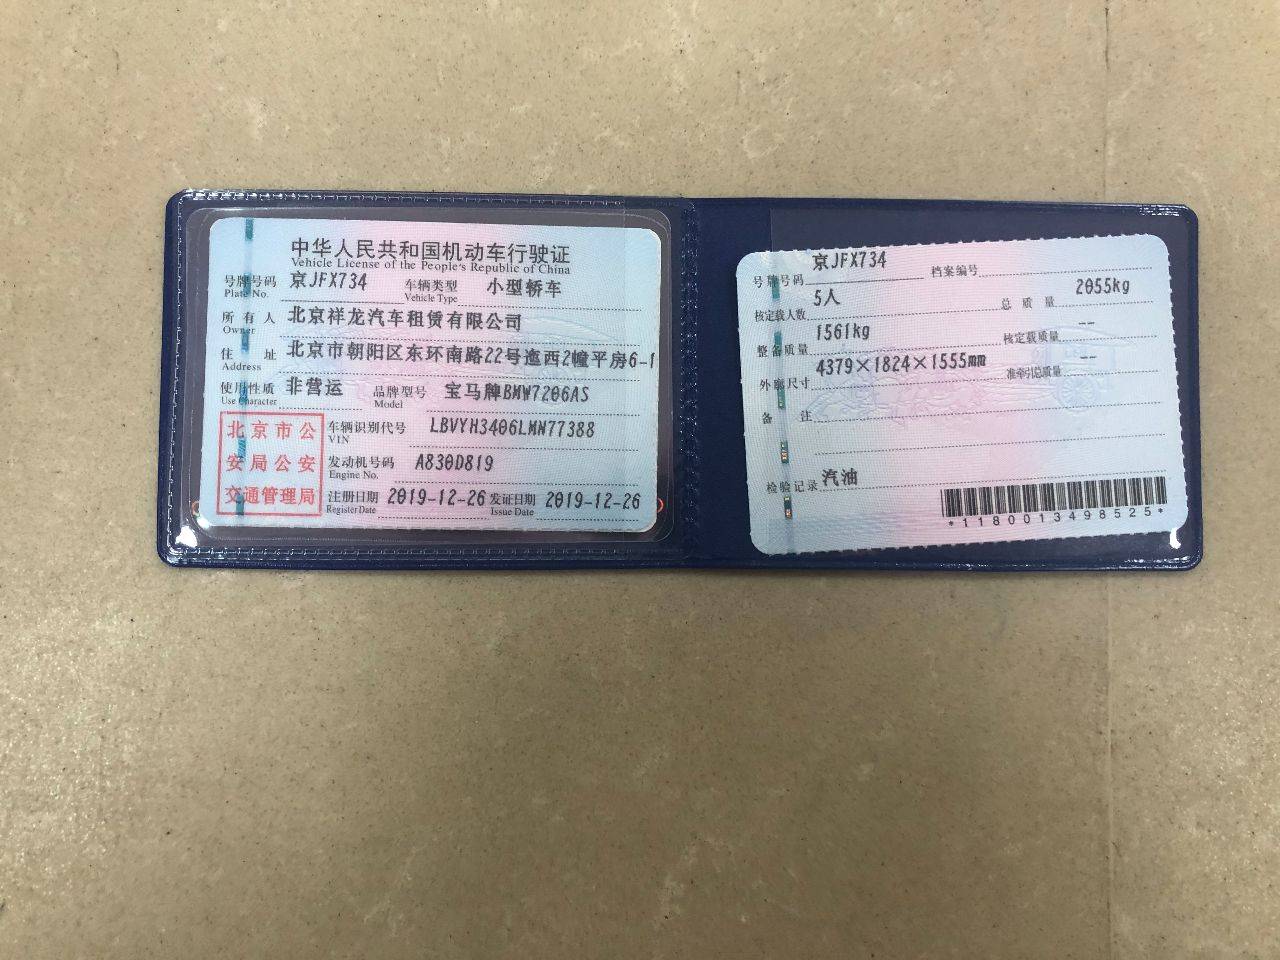 中华人民共和国机动车行驶证
Vehicle License of the People's Republic of China
号牌号码 京JFX734 车辆类型 小型轿车
Plate No. Vehicle Type
所有人 北京祥龙汽车租赁有限公司
Owner
住址 北京市朝阳区东环南路22号迤西2幢平房6-1
Address
使用性质 非营运 品牌型号 宝马牌BMW7206AS
Use Character Model
北京市公
安局公安
交通管理局
车辆识别代号 LBVYH3406LMN77388
VIN
发动机号码 A830D819
Engine No.
注册日期 2019-12-26 发证日期 2019-12-26
Register Date Issue Date
号牌号码 京JFX734 档案编号
核定载人数 5人 总质量 2055kg
整备质量 1561kg 核定载质量 --
外廓尺寸 4379×1824×1555mm 准牵引总质量 --
备注
检验记录 汽油
*1180013498525*